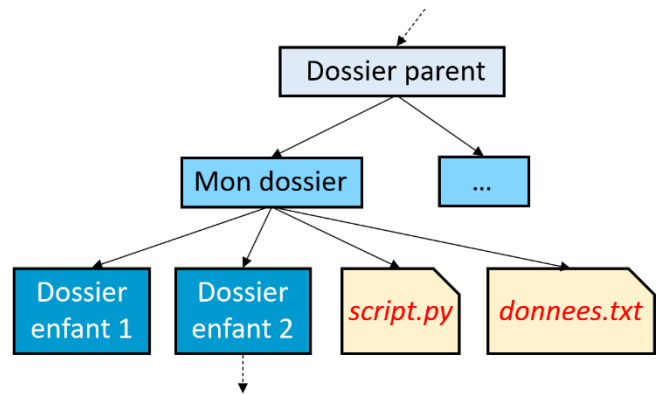 Dossier parent
Mon dossier
...
Dossier
enfant 1
Dossier
enfant 2
script.py
donnees.txt